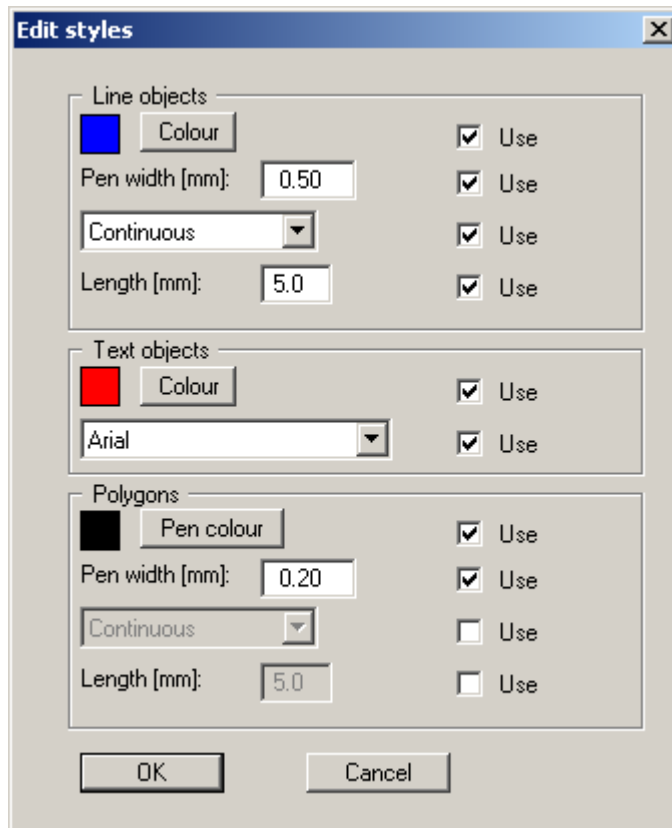 Edit styles
Line objects
Colour Use
Pen width [mm]: 0.50 Use
Continuous Use
Length [mm]: 5.0 Use
Text objects
Colour Use
Arial Use
Polygons
Pen colour Use
Pen width [mm]: 0.20 Use
Continuous Use
Length [mm]: 5.0 Use
OK Cancel